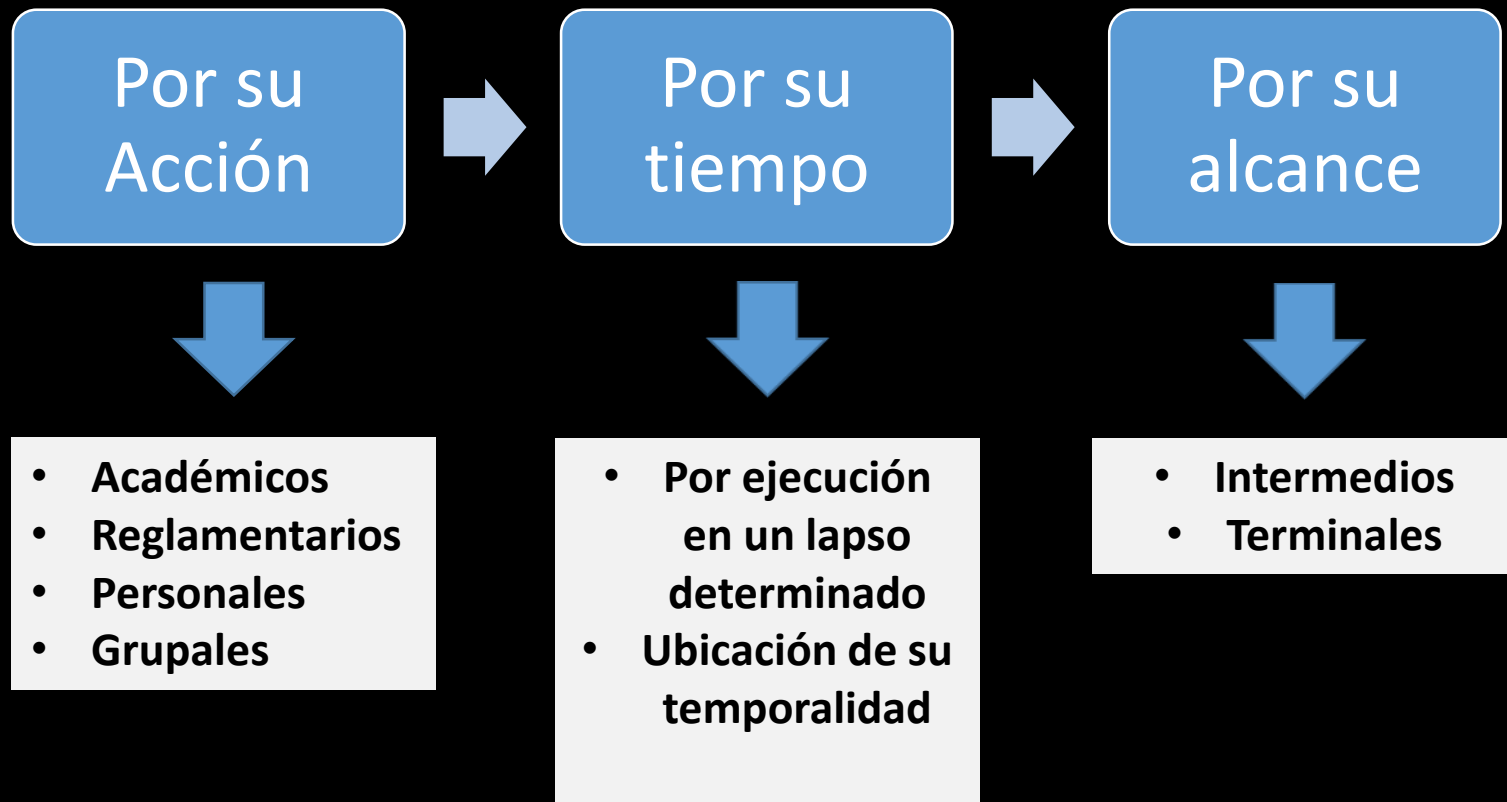 Por su
Acción
Por su
tiempo
Por su
alcance
• Académicos
• Reglamentarios
• Personales
• Grupales
• Por ejecución
en un lapso
determinado
• Ubicación de su
temporalidad
• Intermedios
• Terminales